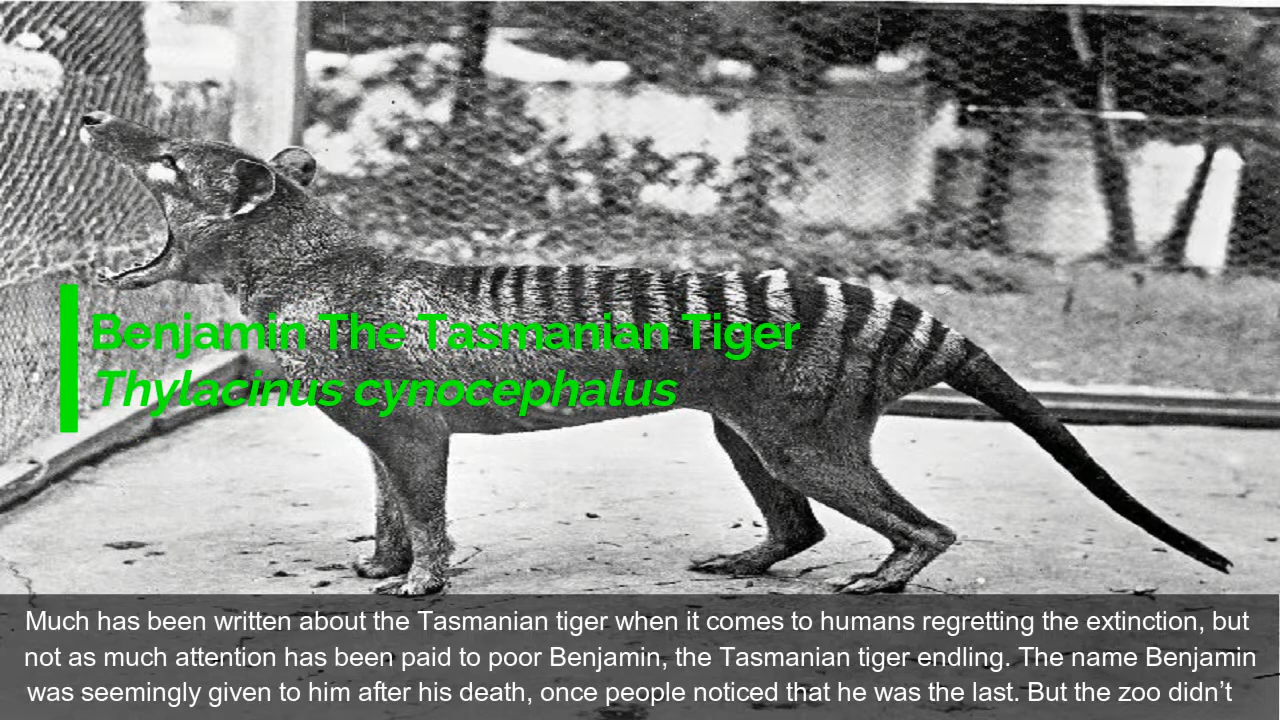 Benjamin The Tasmanian Tiger
Thylacinus cynocephalus
Much has been written about the Tasmanian tiger when it comes to humans regretting the extinction, but
not as much attention has been paid to poor Benjamin, the Tasmanian tiger endling. The name Benjamin
was seemingly given to him after his death, once people noticed that he was the last. But the zoo didn’t